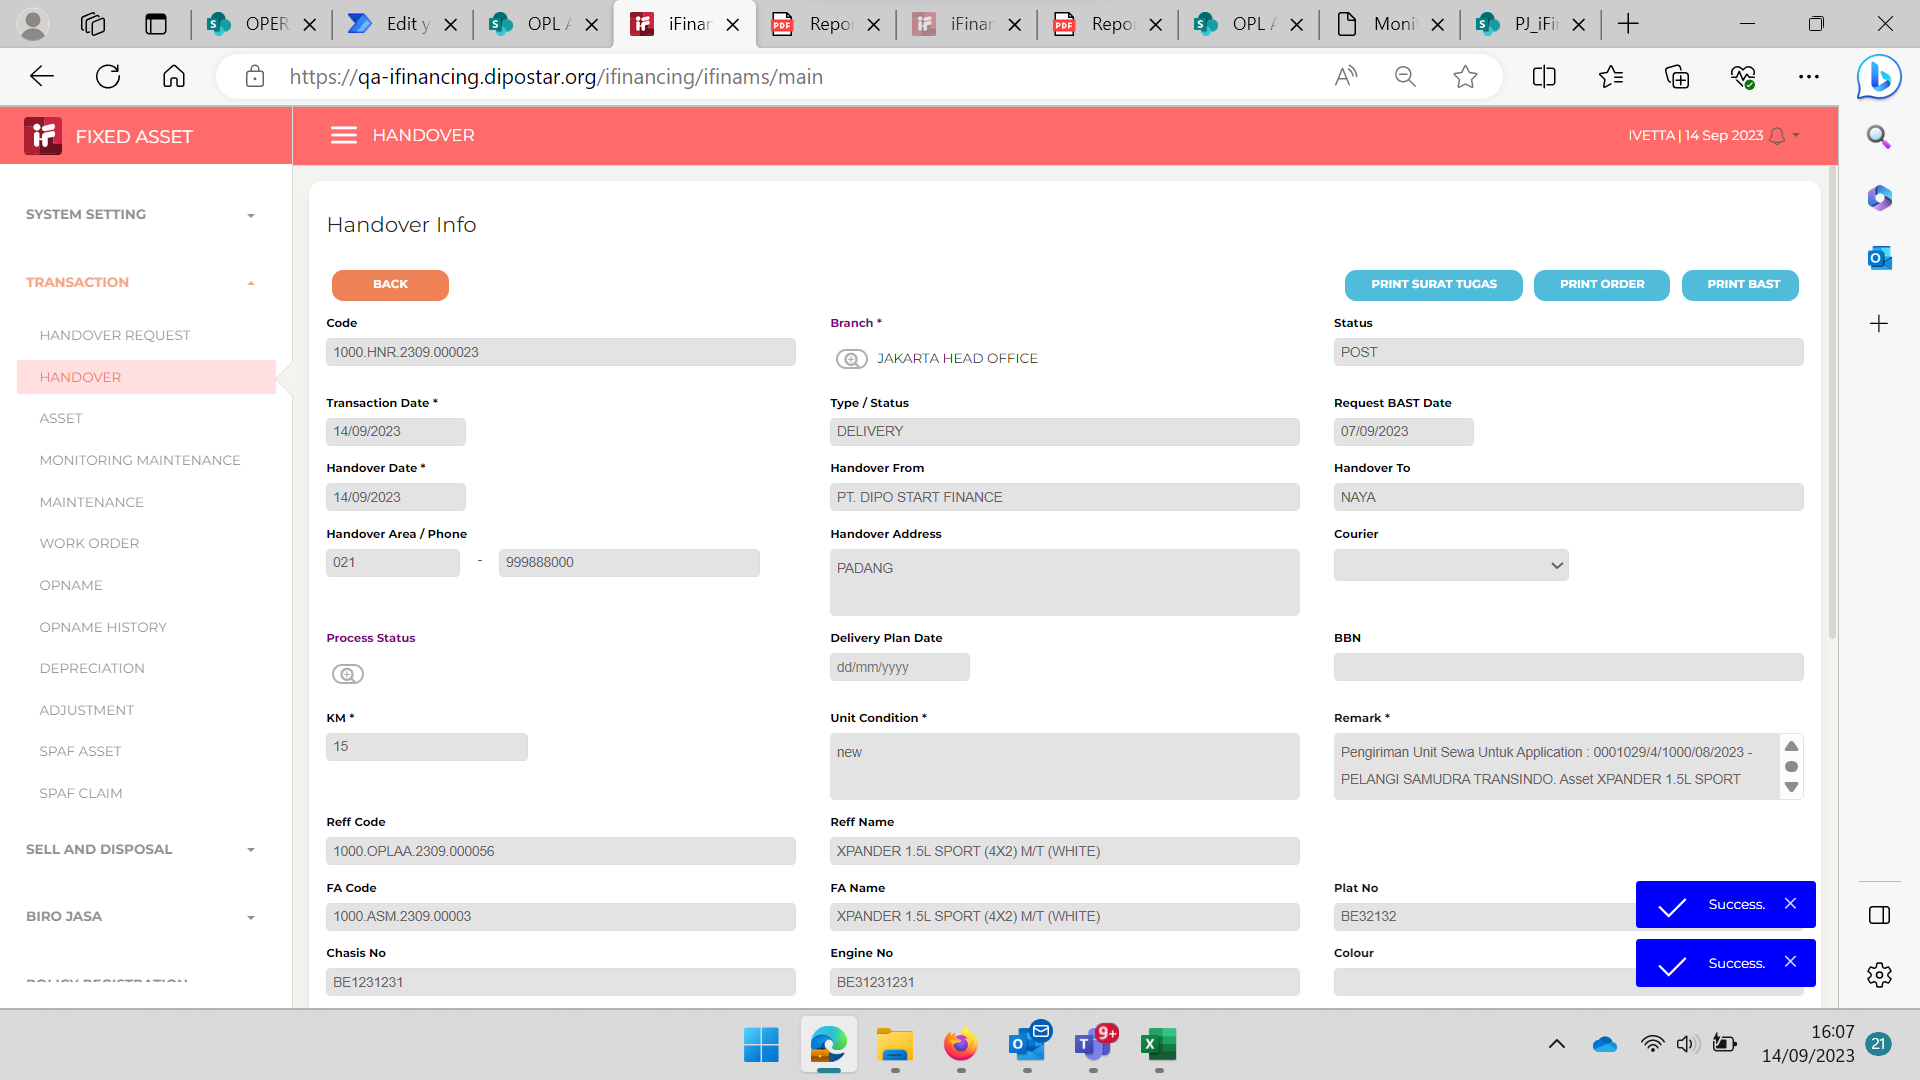 OPER
Edit y
OPL A
iFinan
Repo
iFinan
Repo
OPL A
Moni
PJ_iFi
https://qa-ifinancing.dipostar.org/ifinancing/ifinams/main
FIXED ASSET
HANDOVER
IVETTA | 14 Sep 2023
SYSTEM SETTING
TRANSACTION
HANDOVER REQUEST
HANDOVER
ASSET
MONITORING MAINTENANCE
MAINTENANCE
WORK ORDER
OPNAME
OPNAME HISTORY
DEPRECIATION
ADJUSTMENT
SPAF ASSET
SPAF CLAIM
SELL AND DISPOSAL
BIRO JASA
POLICY REGISTRATION
Handover Info
BACK
PRINT SURAT TUGAS
PRINT ORDER
PRINT BAST
Code
Branch *
Status
1000.HNR.2309.000023
JAKARTA HEAD OFFICE
POST
Transaction Date *
Type / Status
Request BAST Date
14/09/2023
DELIVERY
07/09/2023
Handover Date *
Handover From
Handover To
14/09/2023
PT. DIPO START FINANCE
NAYA
Handover Area / Phone
Handover Address
Courier
021
-
999888000
PADANG
Process Status
Delivery Plan Date
BBN
dd/mm/yyyy
KM *
Unit Condition *
Remark *
15
new
Pengiriman Unit Sewa Untuk Application : 0001029/4/1000/08/2023 -
PELANGI SAMUDRA TRANSINDO. Asset XPANDER 1.5L SPORT
Reff Code
Reff Name
1000.OPLAA.2309.000056
XPANDER 1.5L SPORT (4X2) M/T (WHITE)
FA Code
FA Name
Plat No
1000.ASM.2309.00003
XPANDER 1.5L SPORT (4X2) M/T (WHITE)
BE32132
Success.
Chasis No
Engine No
Colour
Success.
BE1231231
BE31231231
9+
16:07
14/09/2023
21